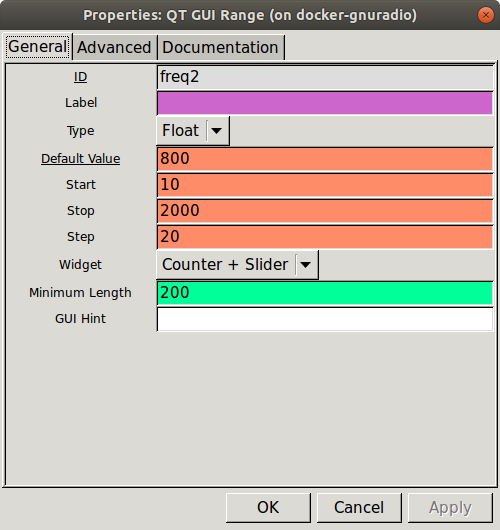 Properties: QT GUI Range (on docker-gnuradio)
General Advanced Documentation
ID freq2
Label
Type Float
Default Value 800
Start 10
Stop 2000
Step 20
Widget Counter + Slider
Minimum Length 200
GUI Hint
OK Cancel Apply